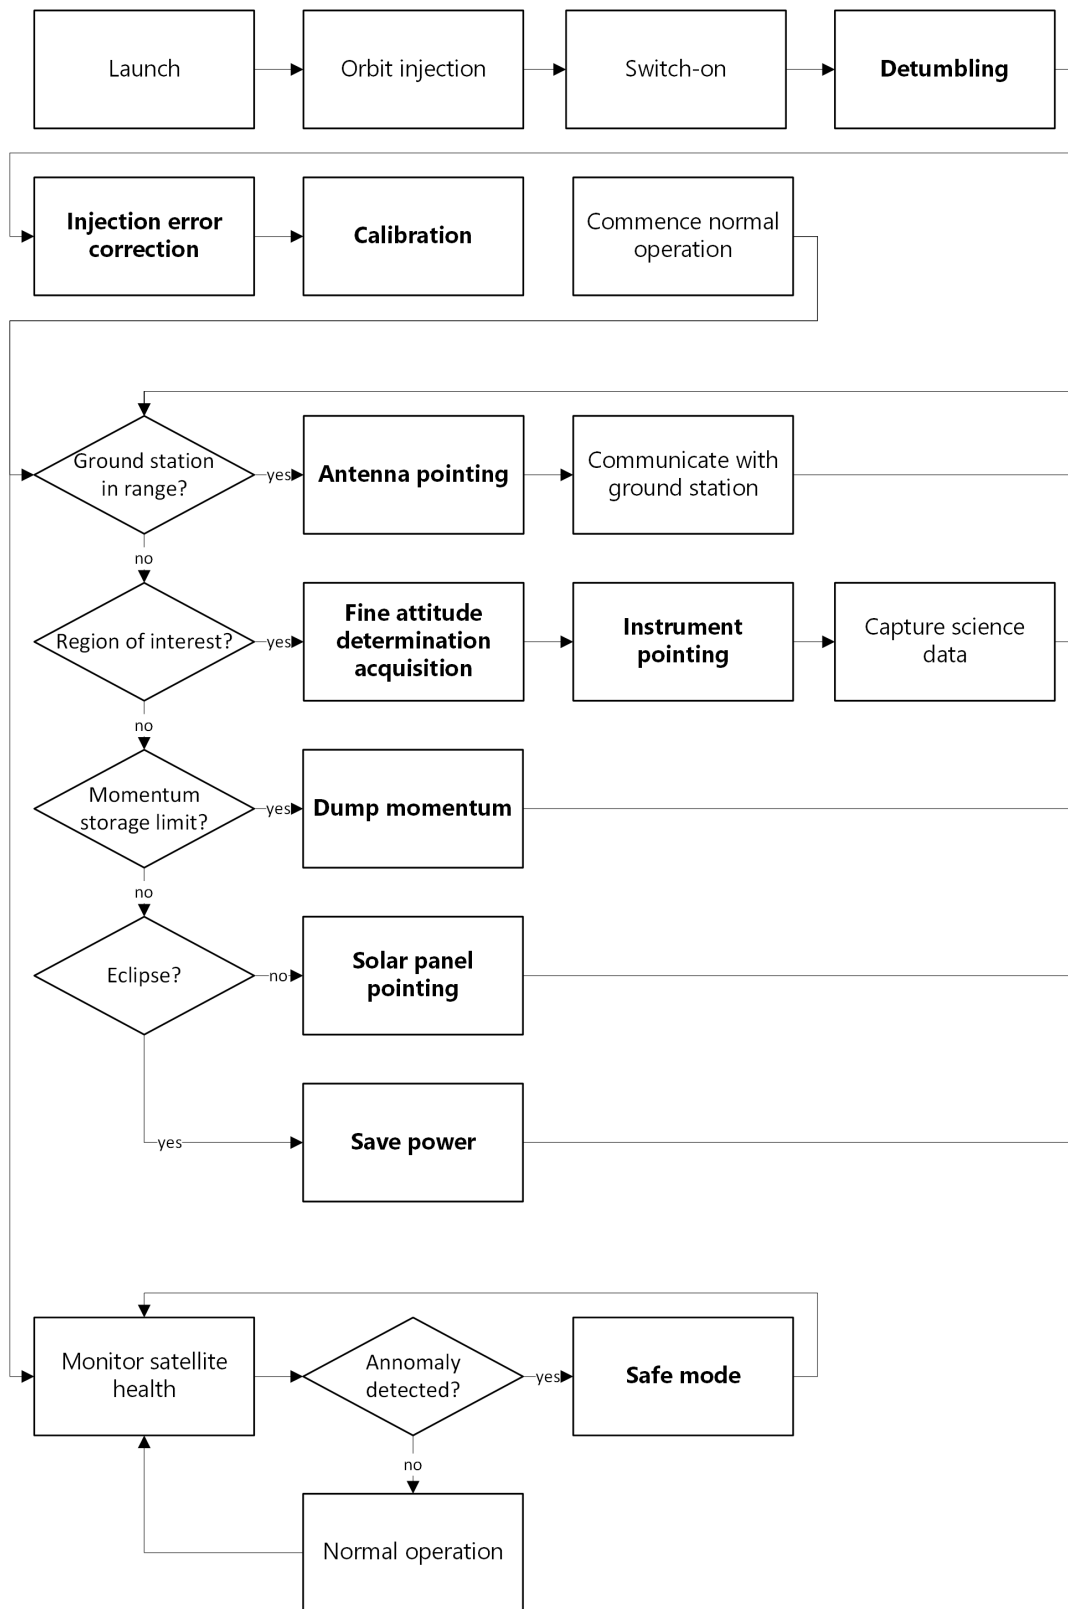 Launch
Orbit injection
Switch-on
Detumbling
Injection error
correction
Calibration
Commence normal
operation
Ground station
in range?
yes
Antenna pointing
Communicate with
ground station
no
Region of interest?
yes
Fine attitude
determination
acquisition
Instrument
pointing
Capture science
data
no
Momentum
storage limit?
yes
Dump momentum
no
Eclipse?
no
Solar panel
pointing
yes
Save power
Monitor satellite
health
Annomaly
detected?
yes
Safe mode
no
Normal operation